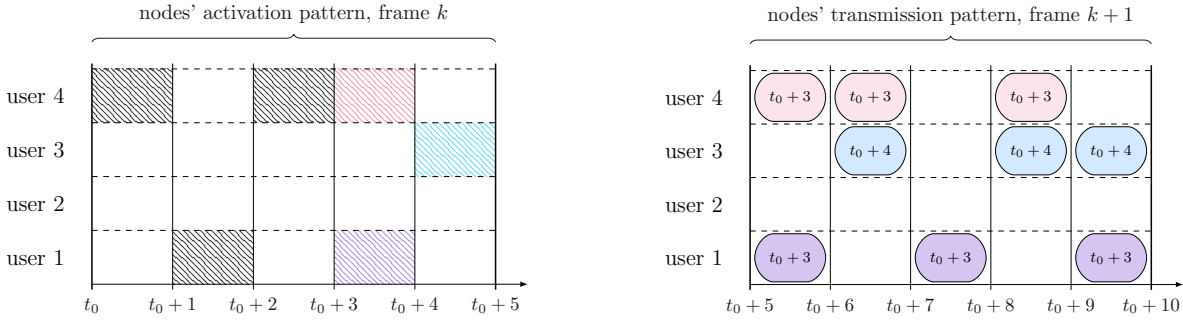 nodes' activation pattern, frame k
user 4
user 3
user 2
user 1
t₀ t₀ + 1 t₀ + 2 t₀ + 3 t₀ + 4 t₀ + 5
nodes' transmission pattern, frame k + 1
user 4 t₀ + 3 t₀ + 3 t₀ + 3
user 3 t₀ + 4 t₀ + 4 t₀ + 4
user 2
user 1 t₀ + 3 t₀ + 3 t₀ + 3
t₀ + 5 t₀ + 6 t₀ + 7 t₀ + 8 t₀ + 9 t₀ + 10